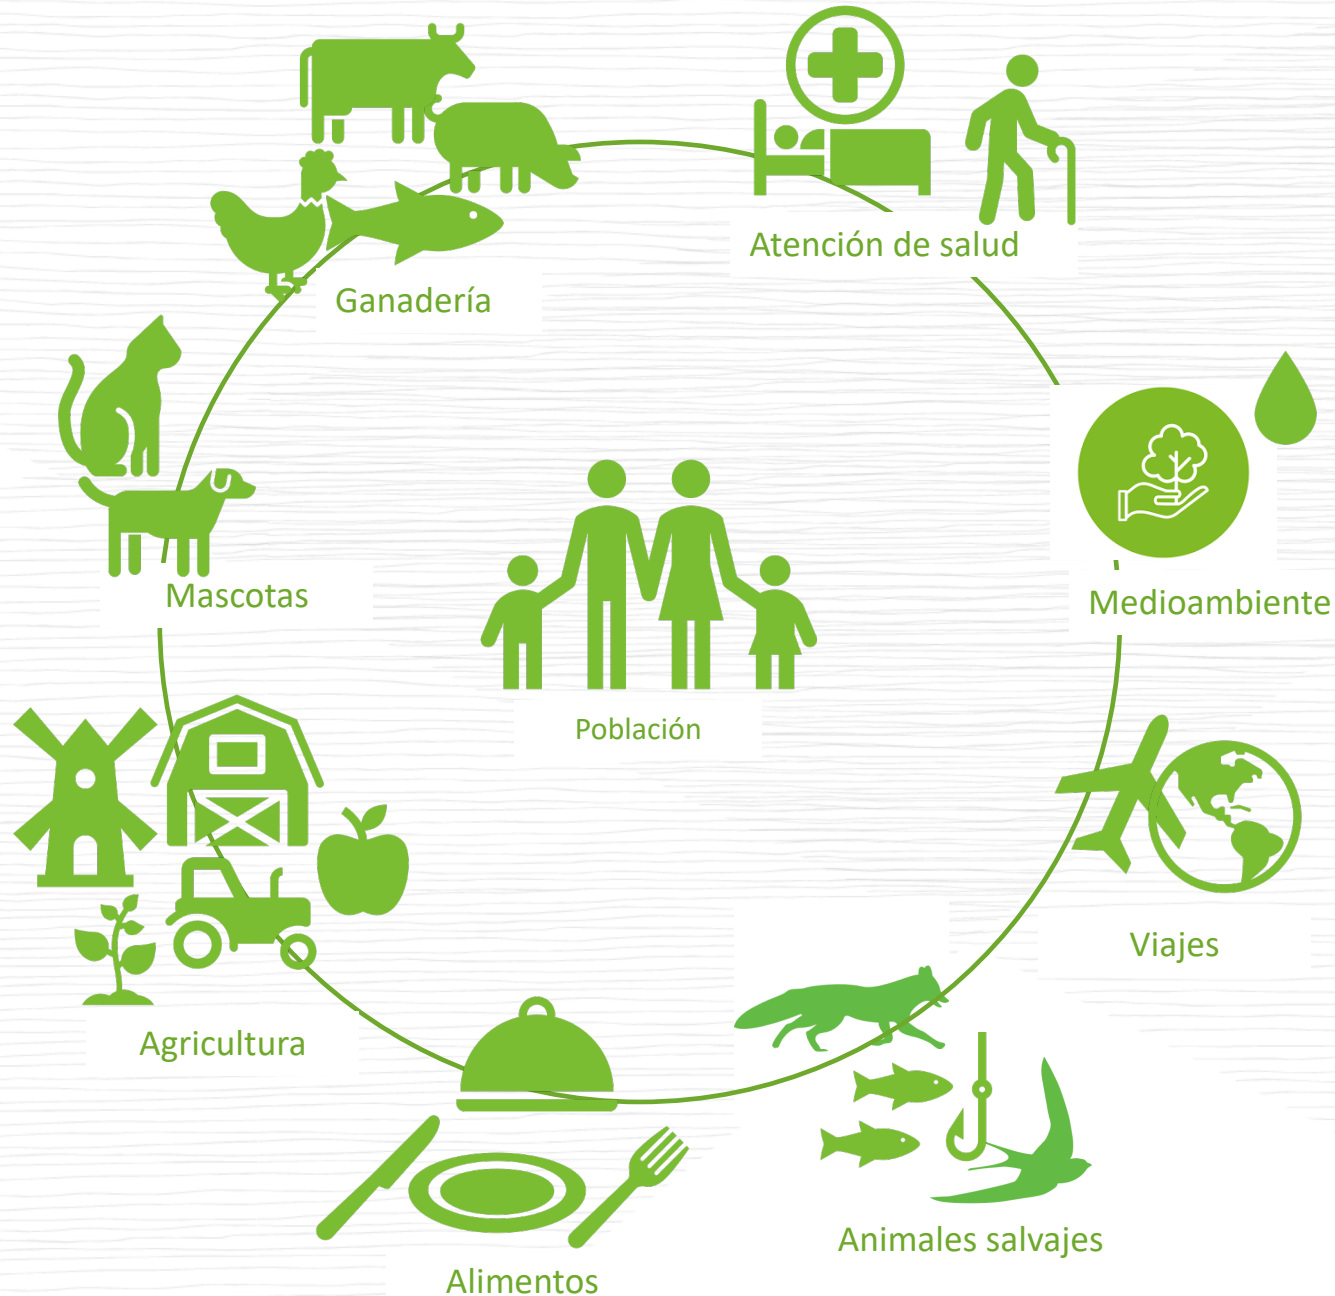 Atención de salud
Ganadería
Mascotas
Medioambiente
Población
Viajes
Agricultura
Animales salvajes
Alimentos